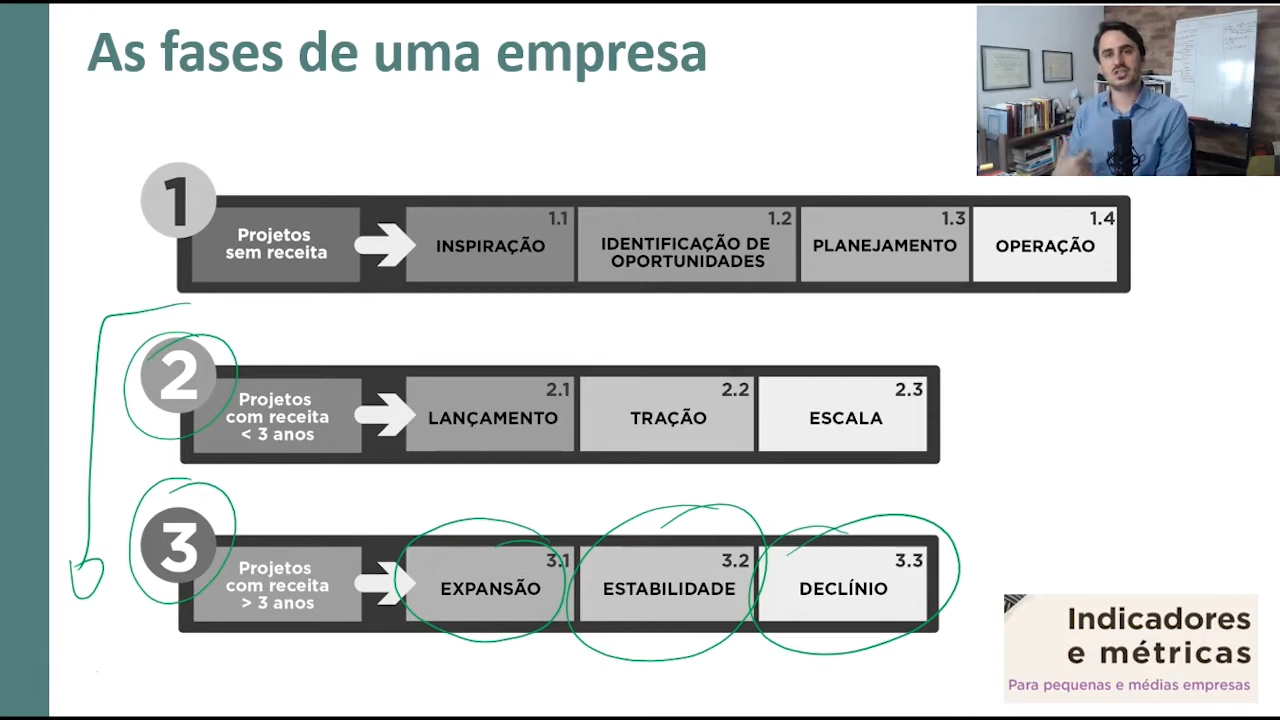 As fases de uma empresa
1
Projetos
sem receita
1.1
INSPIRAÇÃO
1.2
IDENTIFICAÇÃO DE
OPORTUNIDADES
1.3
PLANEJAMENTO
1.4
OPERAÇÃO
2
Projetos
com receita
< 3 anos
2.1
LANÇAMENTO
2.2
TRAÇÃO
2.3
ESCALA
3
Projetos
com receita
> 3 anos
3.1
EXPANSÃO
3.2
ESTABILIDADE
3.3
DECLÍNIO
Indicadores
e métricas
Para pequenas e médias empresas